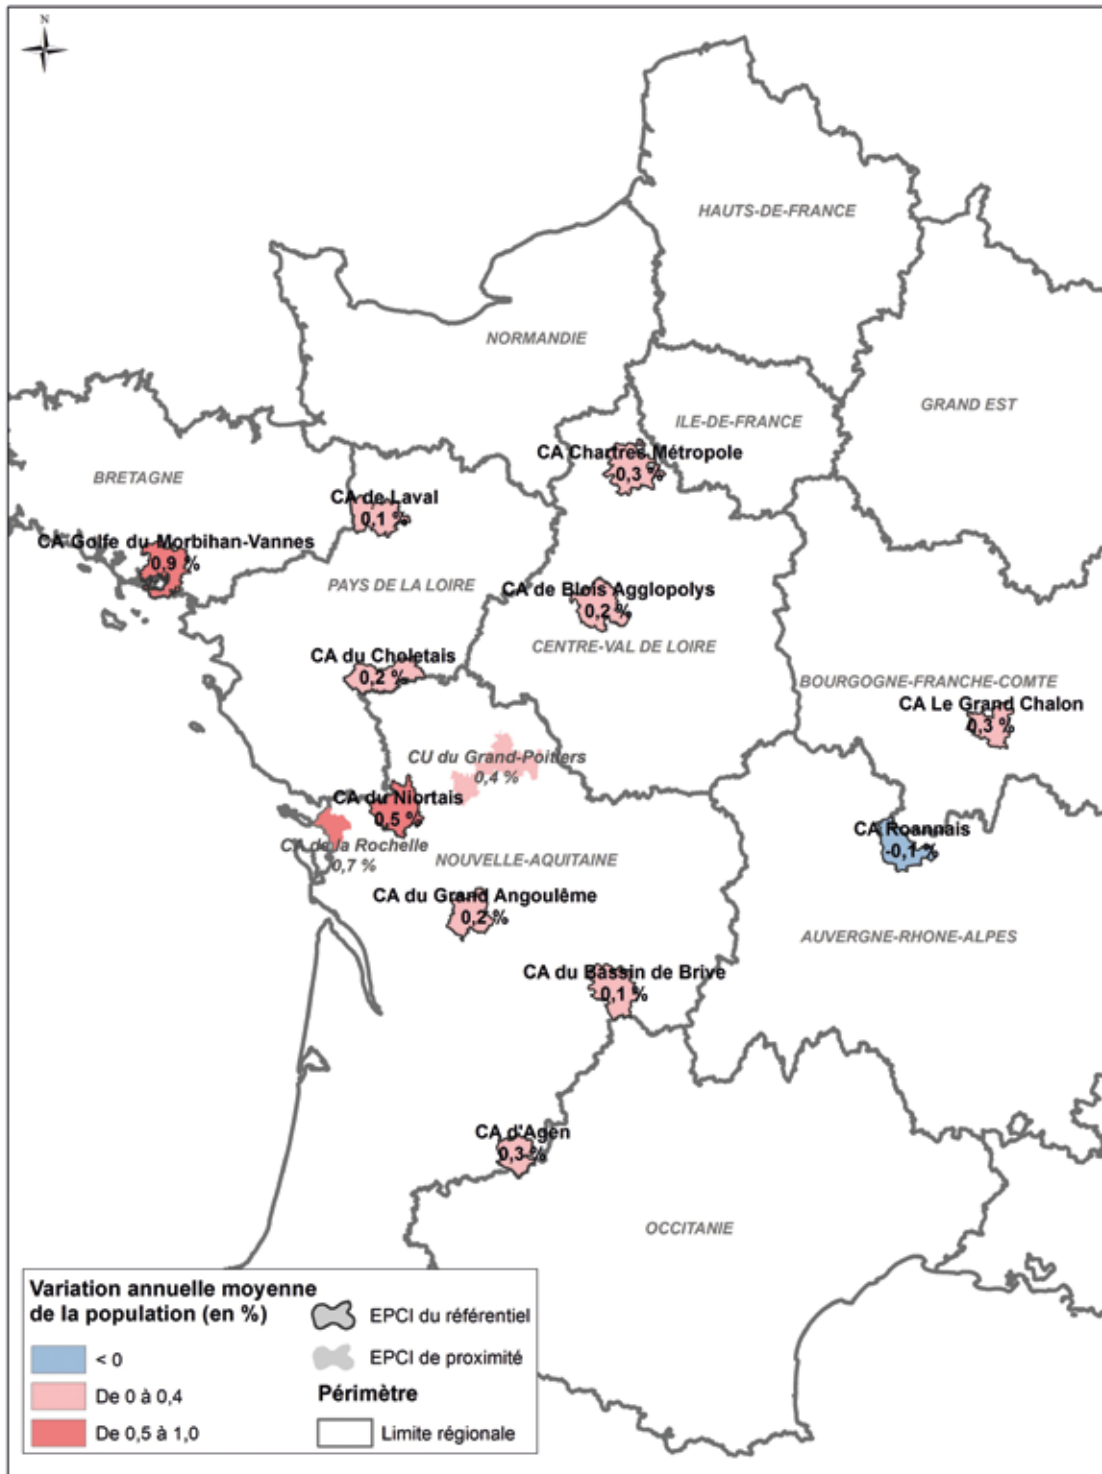 N
HAUTS-DE-FRANCE
NORMANDIE
ILE-DE-FRANCE
GRAND EST
CA Chartres Métropole
0,3 %
BRETAGNE
CA de Laval
0,1 %
CA Golfe du Morbihan-Vannes
0,9 %
PAYS DE LA LOIRE
CA de Blois Agglopolys
0,2 %
CENTRE-VAL DE LOIRE
CA du Choletais
0,2 %
BOURGOGNE-FRANCHE-COMTE
CA Le Grand Chalon
0,3 %
CU du Grand-Poitiers
0,4 %
CA du Niortais
0,5 %
CA de la Rochelle
0,7 %
CA Roannais
-0,1 %
NOUVELLE-AQUITAINE
CA du Grand Angoulême
0,2 %
AUVERGNE-RHONE-ALPES
CA du Bassin de Brive
0,1 %
CA d'Agen
0,3 %
OCCITANIE
Variation annuelle moyenne
de la population (en %)
< 0
De 0 à 0,4
De 0,5 à 1,0
EPCI du référentiel
EPCI de proximité
Périmètre
Limite régionale